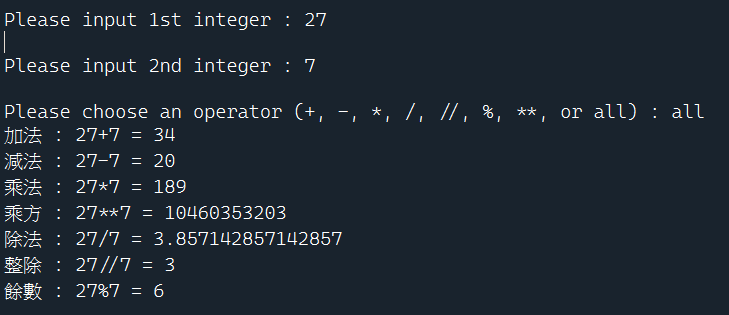 Please input 1st integer : 27
Please input 2nd integer : 7
Please choose an operator (+, -, *, /, //, %, **, or all) : all
加法 : 27+7 = 34
減法 : 27-7 = 20
乘法 : 27*7 = 189
乘方 : 27**7 = 10460353203
除法 : 27/7 = 3.857142857142857
整除 : 27//7 = 3
餘數 : 27%7 = 6